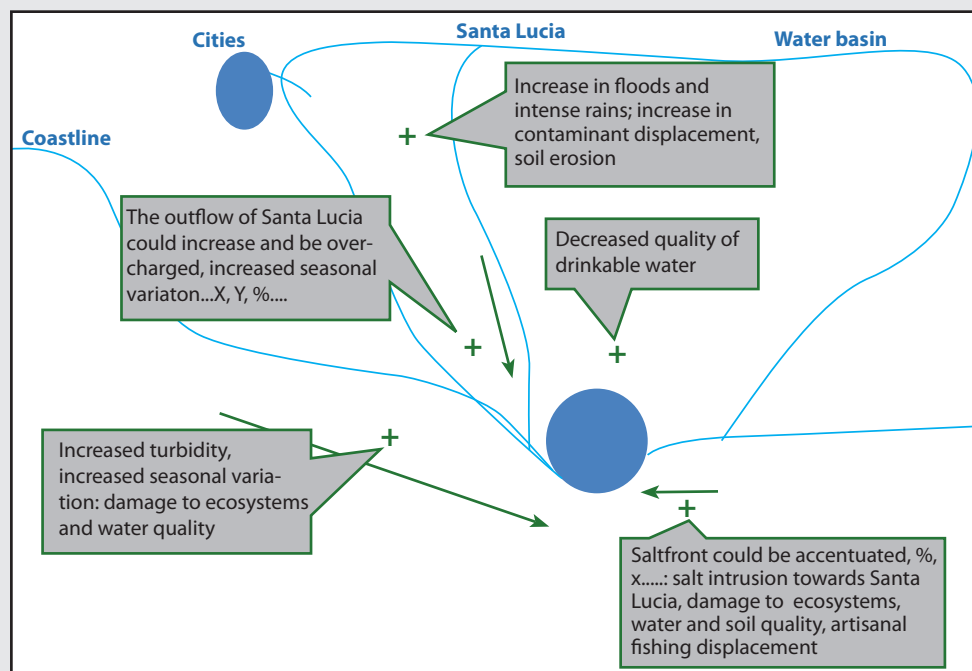 Cities
Santa Lucia
Water basin
Coastline
Increase in floods and
intense rains; increase in
contaminant displacement,
soil erosion
+
The outflow of Santa Lucia
could increase and be over-
charged, increased seasonal
variaton...X, Y, %....
+
Decreased quality of
drinkable water
+
Increased turbidity,
increased seasonal varia-
tion: damage to ecosystems
and water quality
+
Saltfront could be accentuated, %,
x.....: salt intrusion towards Santa
Lucia, damage to ecosystems,
water and soil quality, artisanal
fishing displacement
+